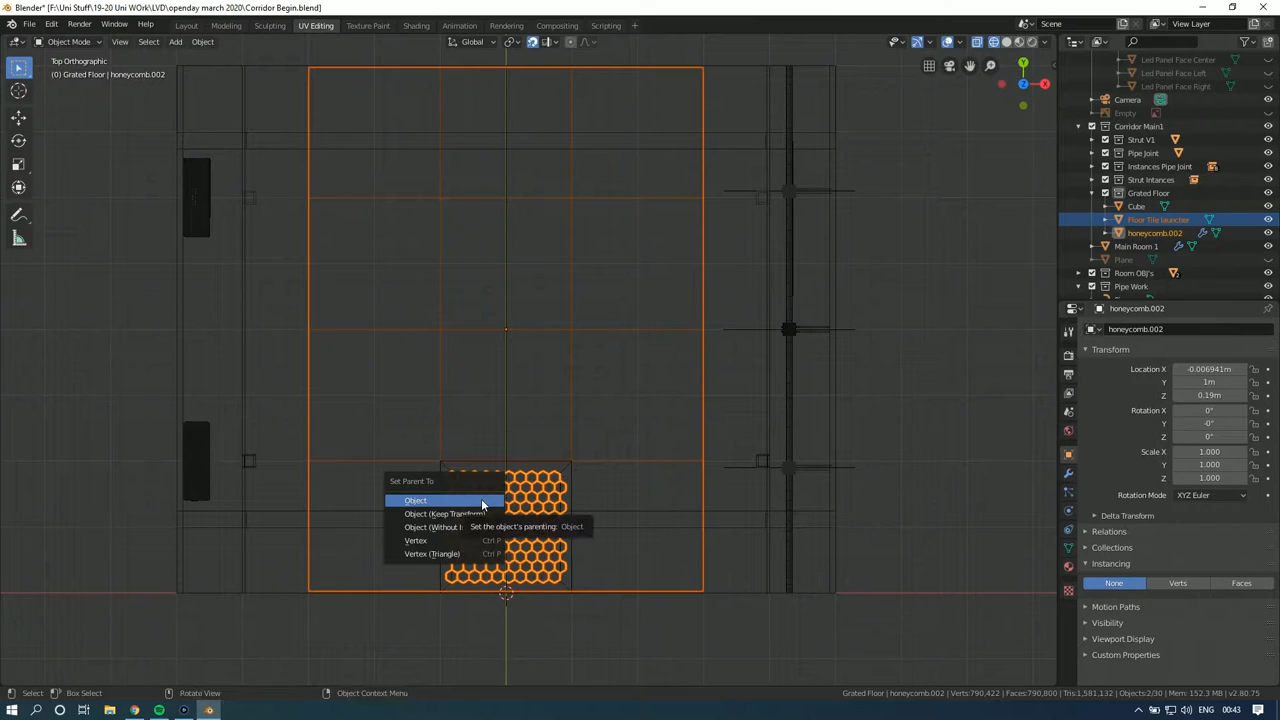 Blender* [F:\Uni Stuff\19-20 Uni WOrk\LVD\openday march 2020\Corridor Begin.blend]
File Edit Render Window Help Layout Modeling Sculpting UV Editing Texture Paint Shading Animation Rendering Compositing Scripting + Scene View Layer
Object Mode View Select Add Object Global
Top Orthographic
(0) Grated Floor | honeycomb.002
Y
X
Z
Led Panel Face Center
Led Panel Face Left
Led Panel Face Right
Camera
Empty
Corridor Main1
Strut V1
Pipe Joint
Instances Pipe Joint
Strut Intances
Grated Floor
Cube
Floor Tile launcher
honeycomb.002
Main Room 1
Plane
Room OBJ's
Pipe Work
honeycomb.002
honeycomb.002
Transform
Location X -0.006941m
Y 1m
Z 0.19m
Rotation X 0°
Y -0°
Z 0°
Scale X 1.000
Y 1.000
Z 1.000
Rotation Mode XYZ Euler
Delta Transform
Relations
Collections
Instancing
None Verts Faces
Motion Paths
Visibility
Viewport Display
Custom Properties
Set Parent To
Object
Object (Keep Transform)
Object (Without I
Set the object's parenting: Object
Vertex Ctrl P
Vertex (Triangle) Ctrl P
Select Box Select Rotate View Object Context Menu Grated Floor | honeycomb.002 | Verts:790,422 | Faces:790,800 | Tris:1,581,132 | Objects:2/30 | Mem: 152.3 MB | v2.80.75
ENG 00:43